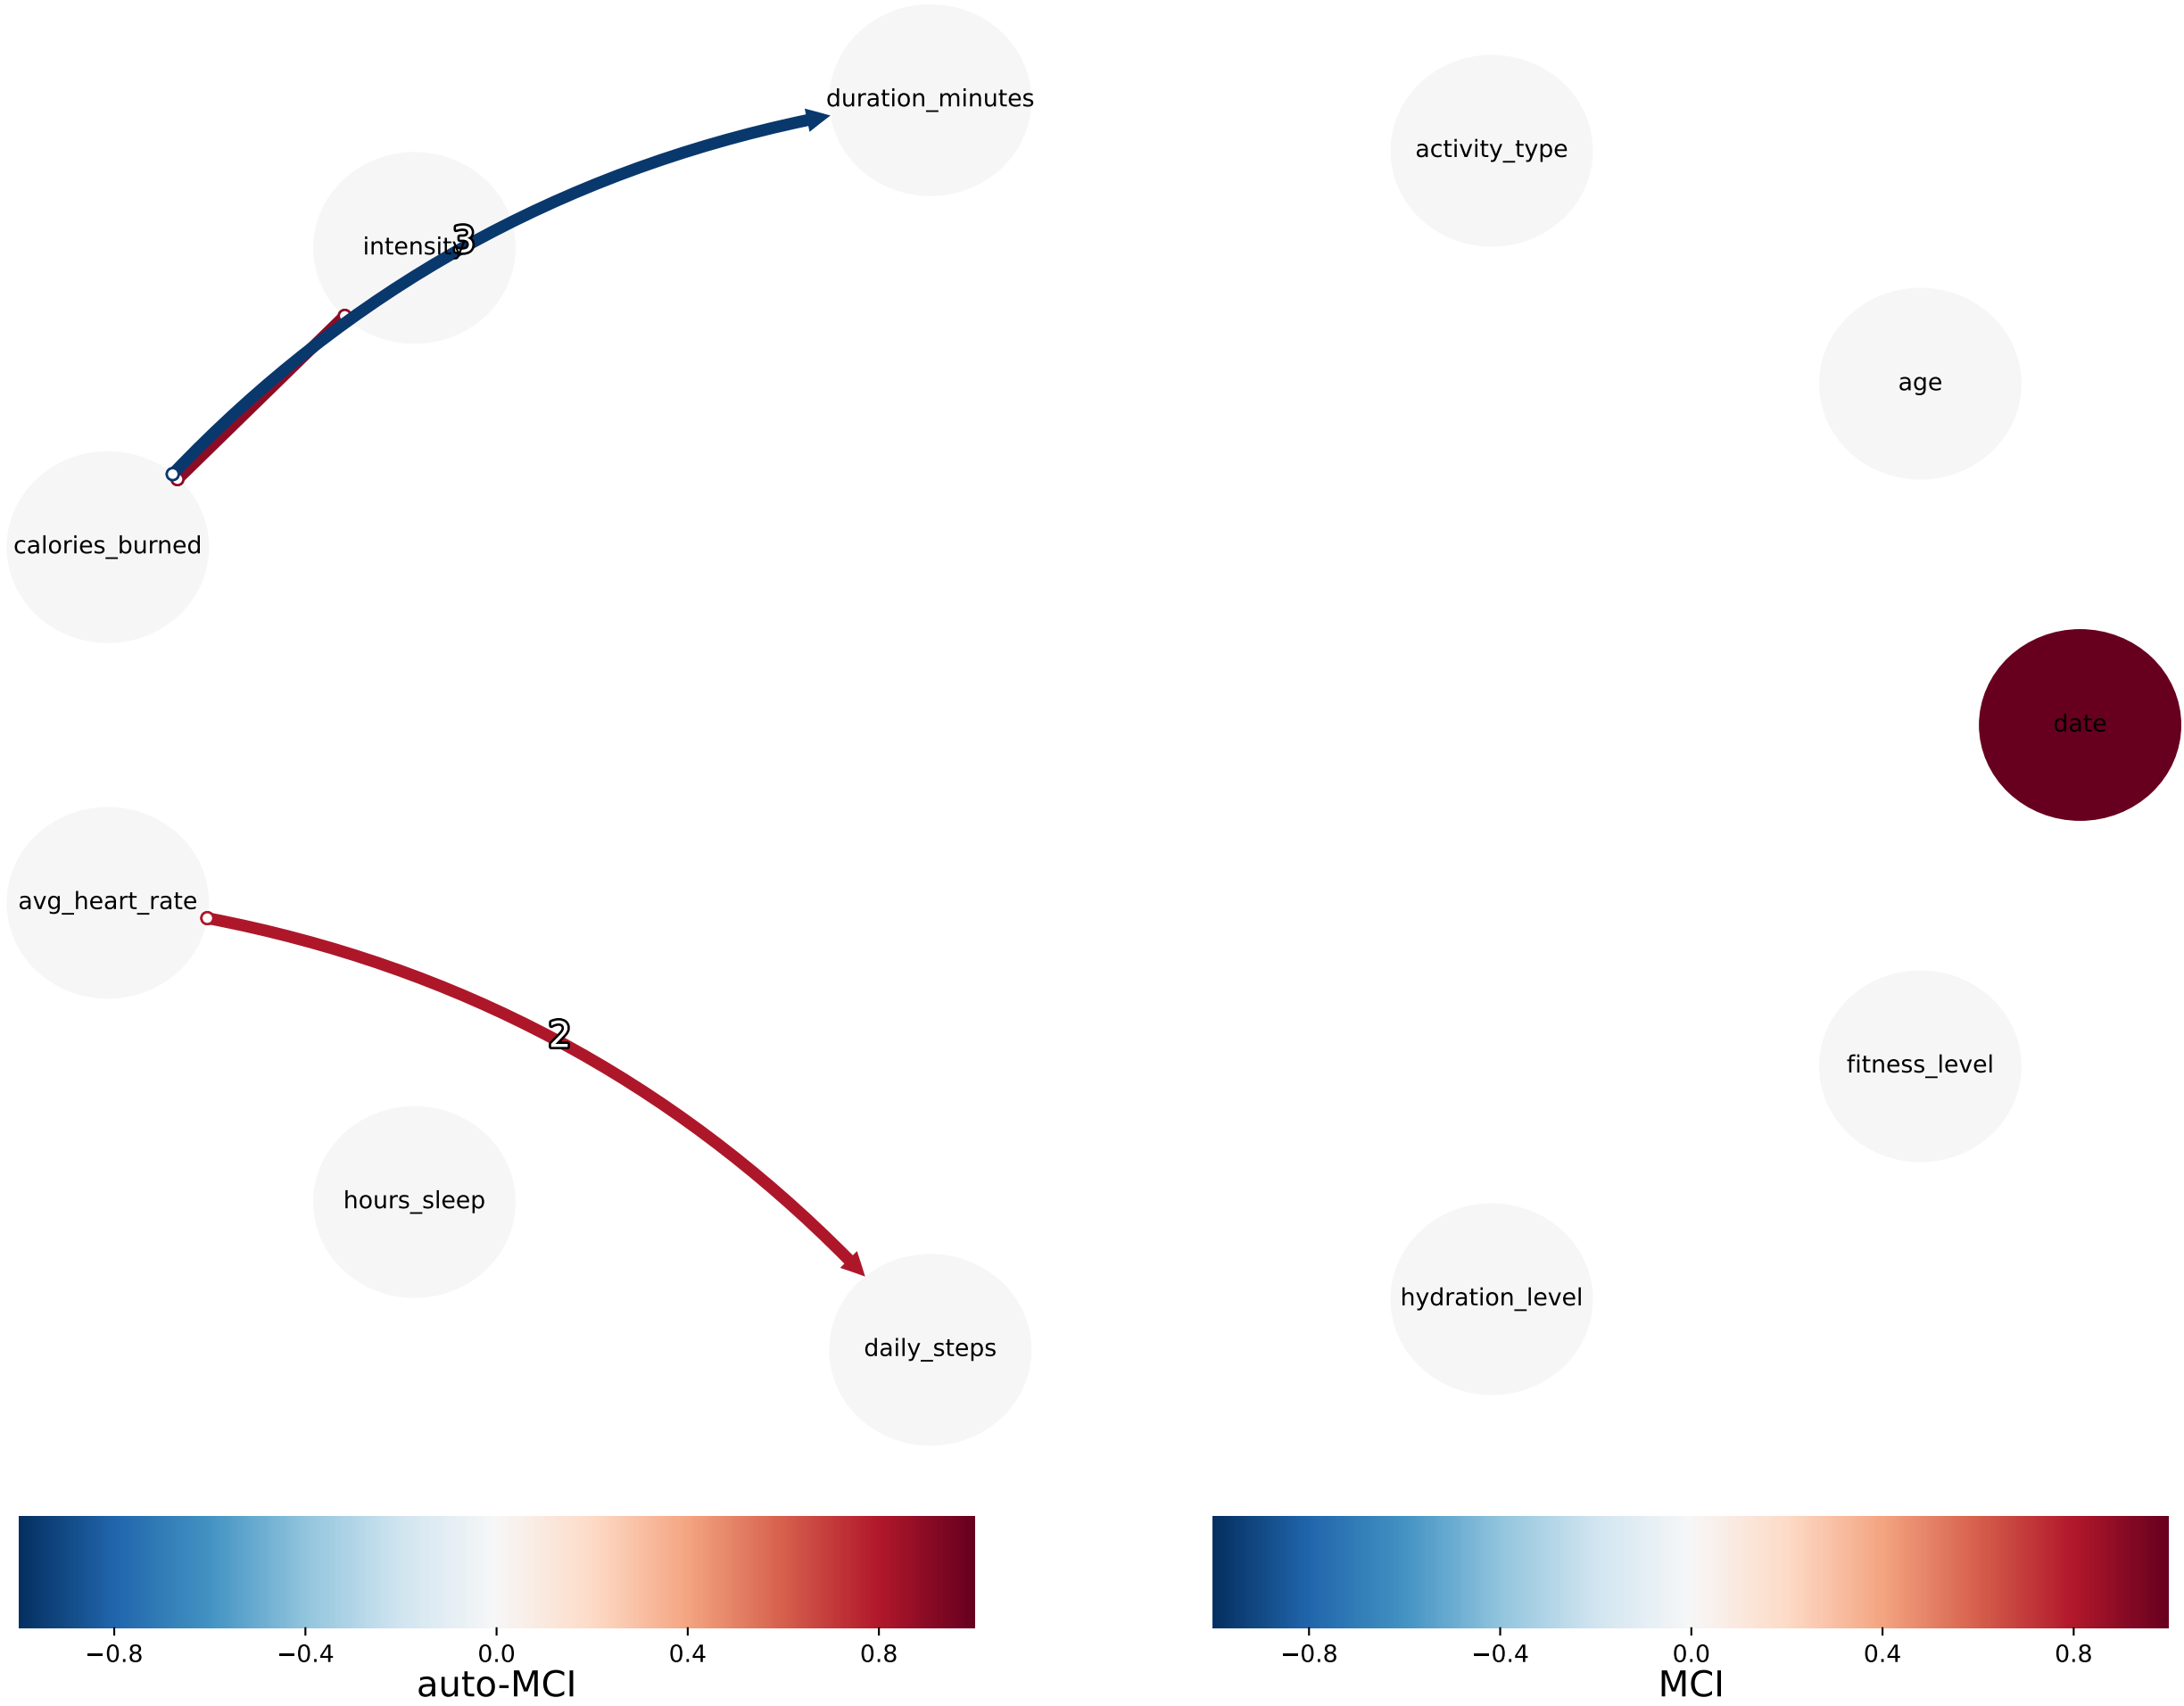 duration_minutes
activity_type
intensity
3
age
calories_burned
date
avg_heart_rate
2
fitness_level
hours_sleep
hydration_level
daily_steps
−0.8 −0.4 0.0 0.4 0.8
auto-MCI
−0.8 −0.4 0.0 0.4 0.8
MCI